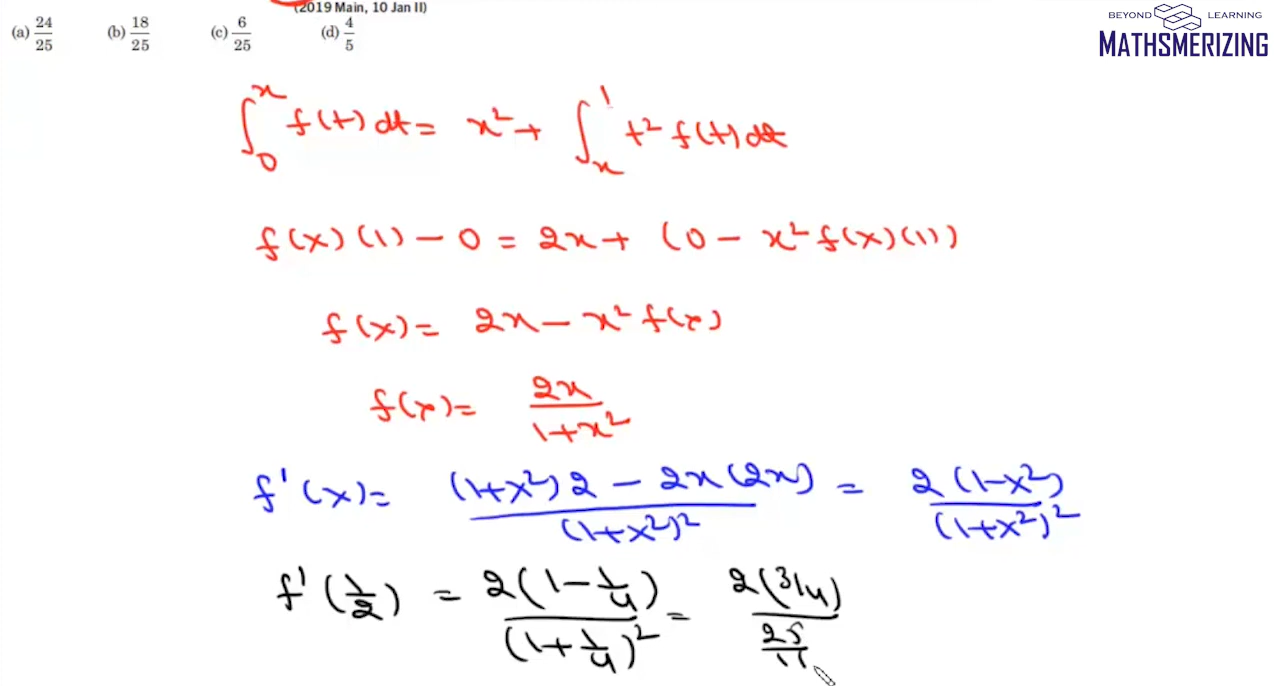 (2019 Main, 10 Jan II)
(a) 24/25 (b) 18/25 (c) 6/25 (d) 4/5
BEYOND LEARNING
MATHSMERIZING
∫₀ˣ f(t) dt = x² + ∫ₓ¹ t² f(t) dt
f(x)(1) - 0 = 2x + (0 - x² f(x)(1))
f(x) = 2x - x² f(x)
f(x) = 2x/(1+x²)
f'(x) = ((1+x²)2 - 2x(2x))/(1+x²)² = 2(1-x²)/(1+x²)²
f'(1/2) = 2(1 - 1/4)/(1 + 1/4)² = 2(3/4)/(25/